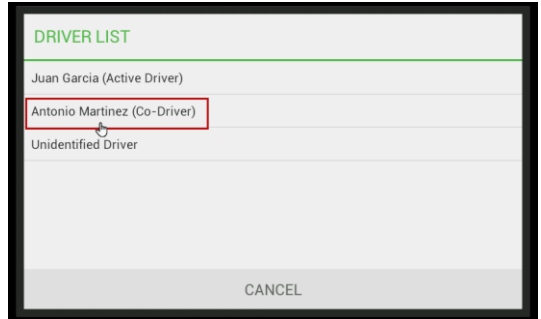 DRIVER LIST
Juan Garcia (Active Driver)
Antonio Martinez (Co-Driver)
Unidentified Driver
CANCEL